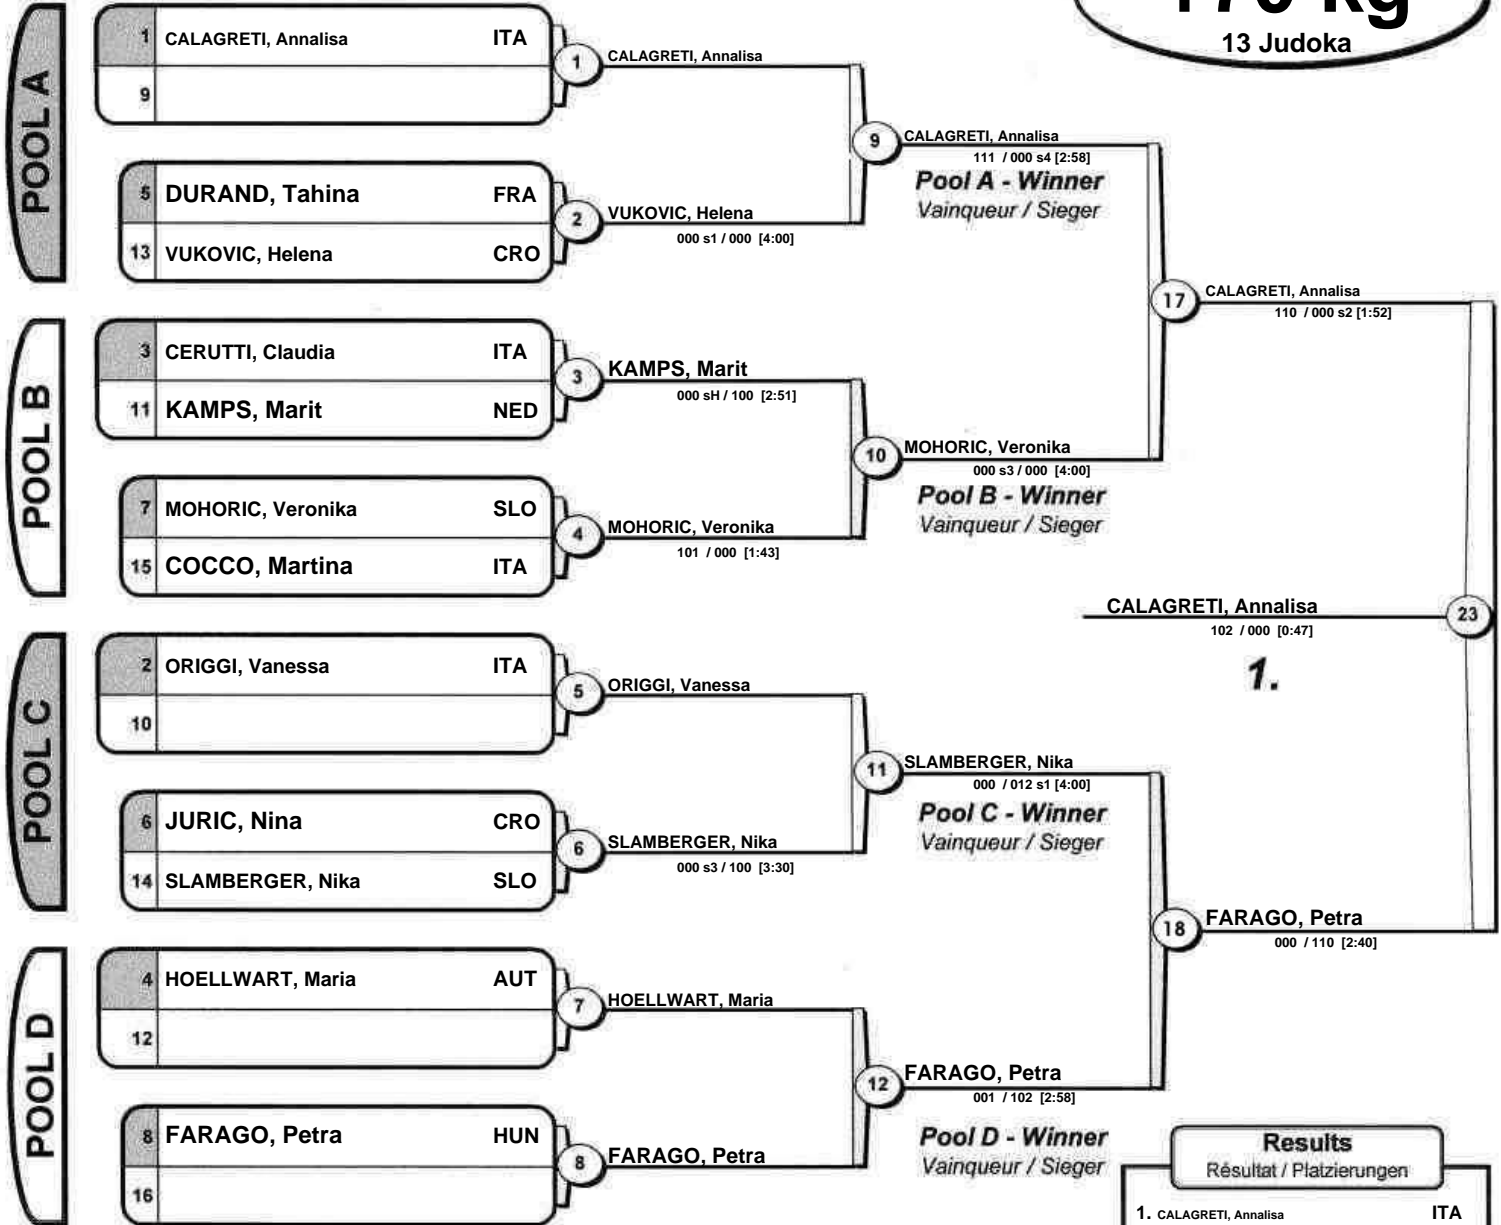 170 kg
13 Judoka
POOL A
1 CALAGRETI, Annalisa ITA
9
1
CALAGRETI, Annalisa
5 DURAND, Tahina FRA
13 VUKOVIC, Helena CRO
2
VUKOVIC, Helena
000 s1 / 000 [4:00]
9
CALAGRETI, Annalisa
111 / 000 s4 [2:58]
Pool A - Winner
Vainqueur / Sieger
POOL B
3 CERUTTI, Claudia ITA
11 KAMPS, Marit NED
3
KAMPS, Marit
000 sH / 100 [2:51]
7 MOHORIC, Veronika SLO
15 COCCO, Martina ITA
4
MOHORIC, Veronika
101 / 000 [1:43]
10
MOHORIC, Veronika
000 s3 / 000 [4:00]
Pool B - Winner
Vainqueur / Sieger
17
CALAGRETI, Annalisa
110 / 000 s2 [1:52]
CALAGRETI, Annalisa
102 / 000 [0:47]
23
1.
POOL C
2 ORIGGI, Vanessa ITA
10
5
ORIGGI, Vanessa
6 JURIC, Nina CRO
14 SLAMBERGER, Nika SLO
6
SLAMBERGER, Nika
000 s3 / 100 [3:30]
11
SLAMBERGER, Nika
000 / 012 s1 [4:00]
Pool C - Winner
Vainqueur / Sieger
POOL D
4 HOELLWART, Maria AUT
12
7
HOELLWART, Maria
8 FARAGO, Petra HUN
16
8
FARAGO, Petra
12
FARAGO, Petra
001 / 102 [2:58]
Pool D - Winner
Vainqueur / Sieger
18
FARAGO, Petra
000 / 110 [2:40]
Results
Résultat / Platzierungen
1. CALAGRETI, Annalisa ITA